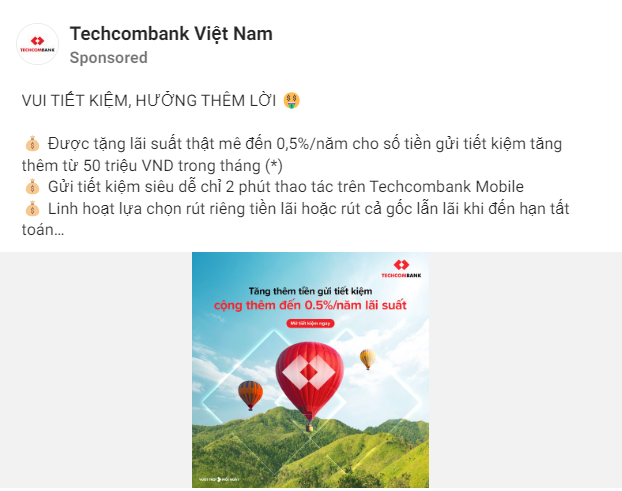 Techcombank Việt Nam
Sponsored
TECHCOMBANK
VUI TIẾT KIỆM, HƯỞNG THÊM LỜI 🤑
💰 Được tặng lãi suất thật mê đến 0,5%/năm cho số tiền gửi tiết kiệm tăng
thêm từ 50 triệu VND trong tháng (*)
💰 Gửi tiết kiệm siêu dễ chỉ 2 phút thao tác trên Techcombank Mobile
💰 Linh hoạt lựa chọn rút riêng tiền lãi hoặc rút cả gốc lẫn lãi khi đến hạn tất
toán...
TECHCOMBANK
Tăng thêm tiền gửi tiết kiệm
cộng thêm đến 0.5%/năm lãi suất
Mở tiết kiệm ngay
VƯỢT TRỘI MỖI NGÀY